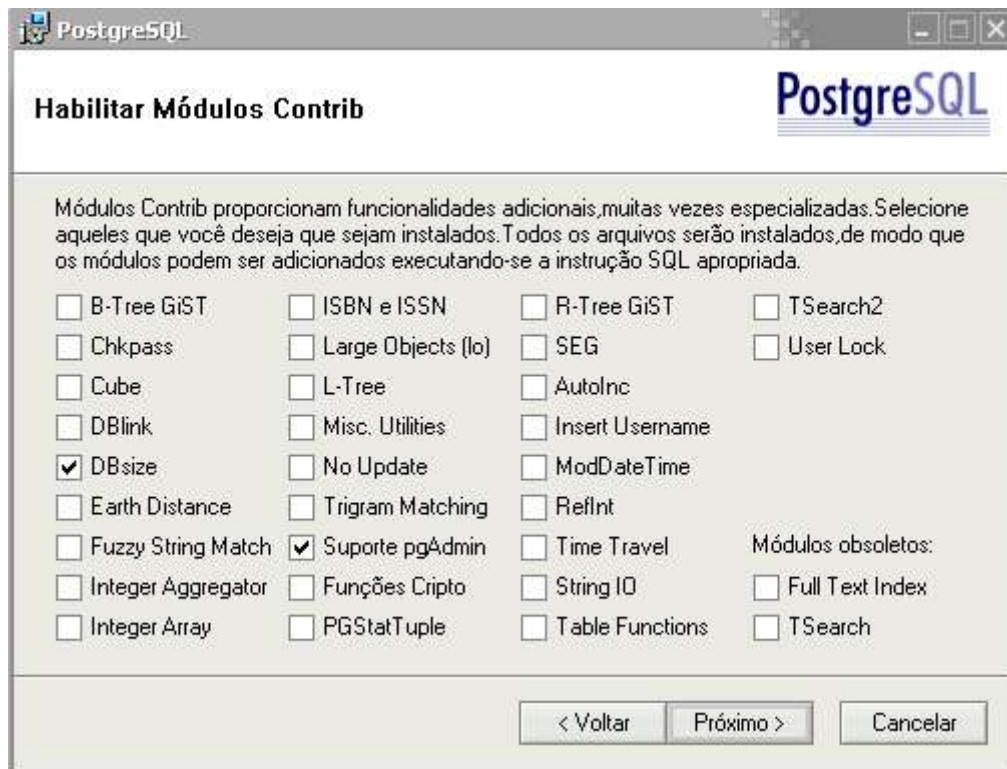 PostgreSQL
Habilitar Módulos Contrib
PostgreSQL
Módulos Contrib proporcionam funcionalidades adicionais,muitas vezes especializadas.Selecione
aqueles que você deseja que sejam instalados.Todos os arquivos serão instalados,de modo que
os módulos podem ser adicionados executando-se a instrução SQL apropriada.
B-Tree GiST
Chkpass
Cube
DBlink
DBsize
Earth Distance
Fuzzy String Match
Integer Aggregator
Integer Array
ISBN e ISSN
Large Objects (lo)
L-Tree
Misc. Utilities
No Update
Trigram Matching
Suporte pgAdmin
Funções Cripto
PGStatTuple
R-Tree GiST
SEG
AutoInc
Insert Username
ModDateTime
RefInt
Time Travel
String IO
Table Functions
TSearch2
User Lock
Módulos obsoletos:
Full Text Index
TSearch
< Voltar
Próximo >
Cancelar